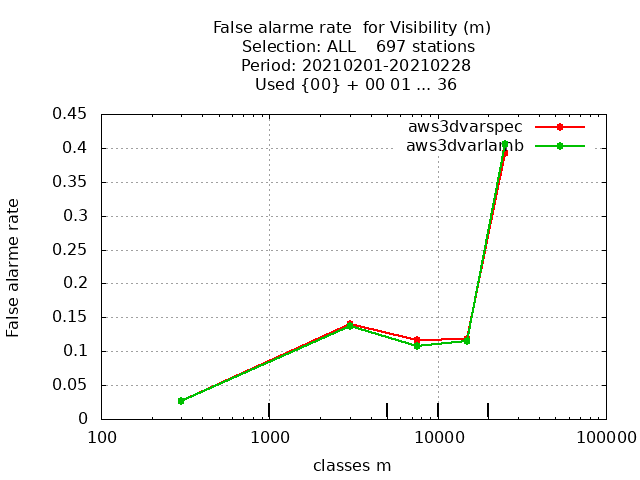 False alarme rate  for Visibility (m)
Selection: ALL    697 stations
Period: 20210201-20210228
Used {00} + 00 01 ... 36
aws3dvarspec
aws3dvarlamb
0.45
0.4
0.35
0.3
0.25
0.2
0.15
0.1
0.05
0
False alarme rate
100 1000 10000 100000
classes m